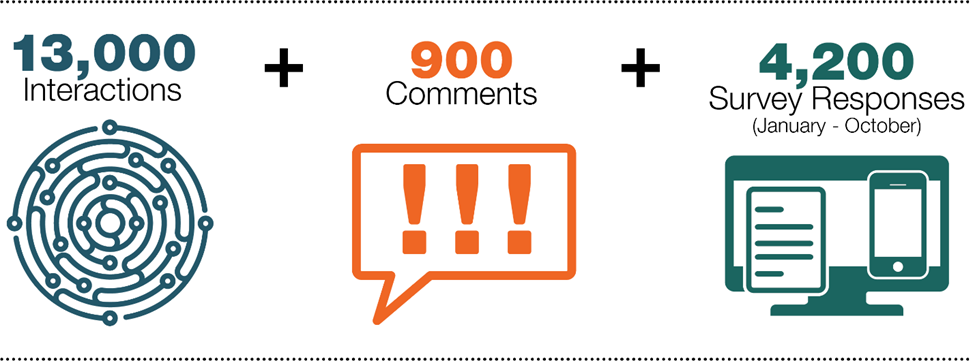 13,000
Interactions
+
900
Comments
+
4,200
Survey Responses
(January - October)
!!!